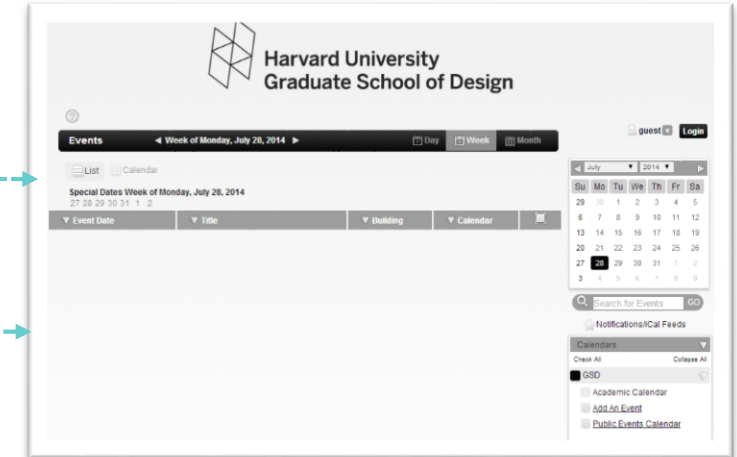 Harvard University
Graduate School of Design
Events ◀ Week of Monday, July 28, 2014 ▶ Day Week Month
guest Login
List Calendar
Special Dates Week of Monday, July 28, 2014
27 28 29 30 31 1 2
Event Date Title Building Calendar
July 2014
Su Mo Tu We Th Fr Sa
29 30 1 2 3 4 5
6 7 8 9 10 11 12
13 14 15 16 17 18 19
20 21 22 23 24 25 26
27 28 29 30 31 1 2
3 4 5 6 7 8 9
Search for Events GO
Notifications/iCal Feeds
Calendars
Check All Collapse All
GSD
Academic Calendar
Add An Event
Public Events Calendar